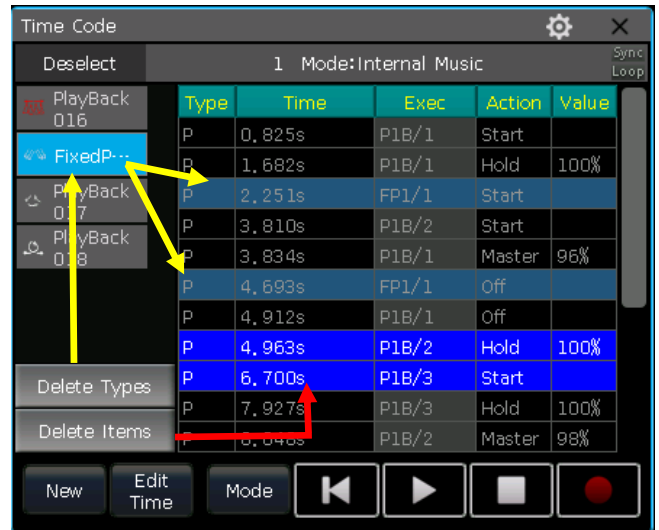 Time Code
Deselect 1 Mode:Internal Music Sync
Loop
PlayBack
016
FixedP...
PlayBack
017
PlayBack
018
Type Time Exec Action Value
P 0.825s P1B/1 Start
P 1.682s P1B/1 Hold 100%
P 2.251s FP1/1 Start
P 3.810s P1B/2 Start
P 3.834s P1B/1 Master 96%
P 4.693s FP1/1 Off
P 4.912s P1B/1 Off
P 4.963s P1B/2 Hold 100%
P 6.700s P1B/3 Start
P 7.927s P1B/3 Hold 100%
P P1B/2 Master 98%
Delete Types
Delete Items
New Edit
Time Mode